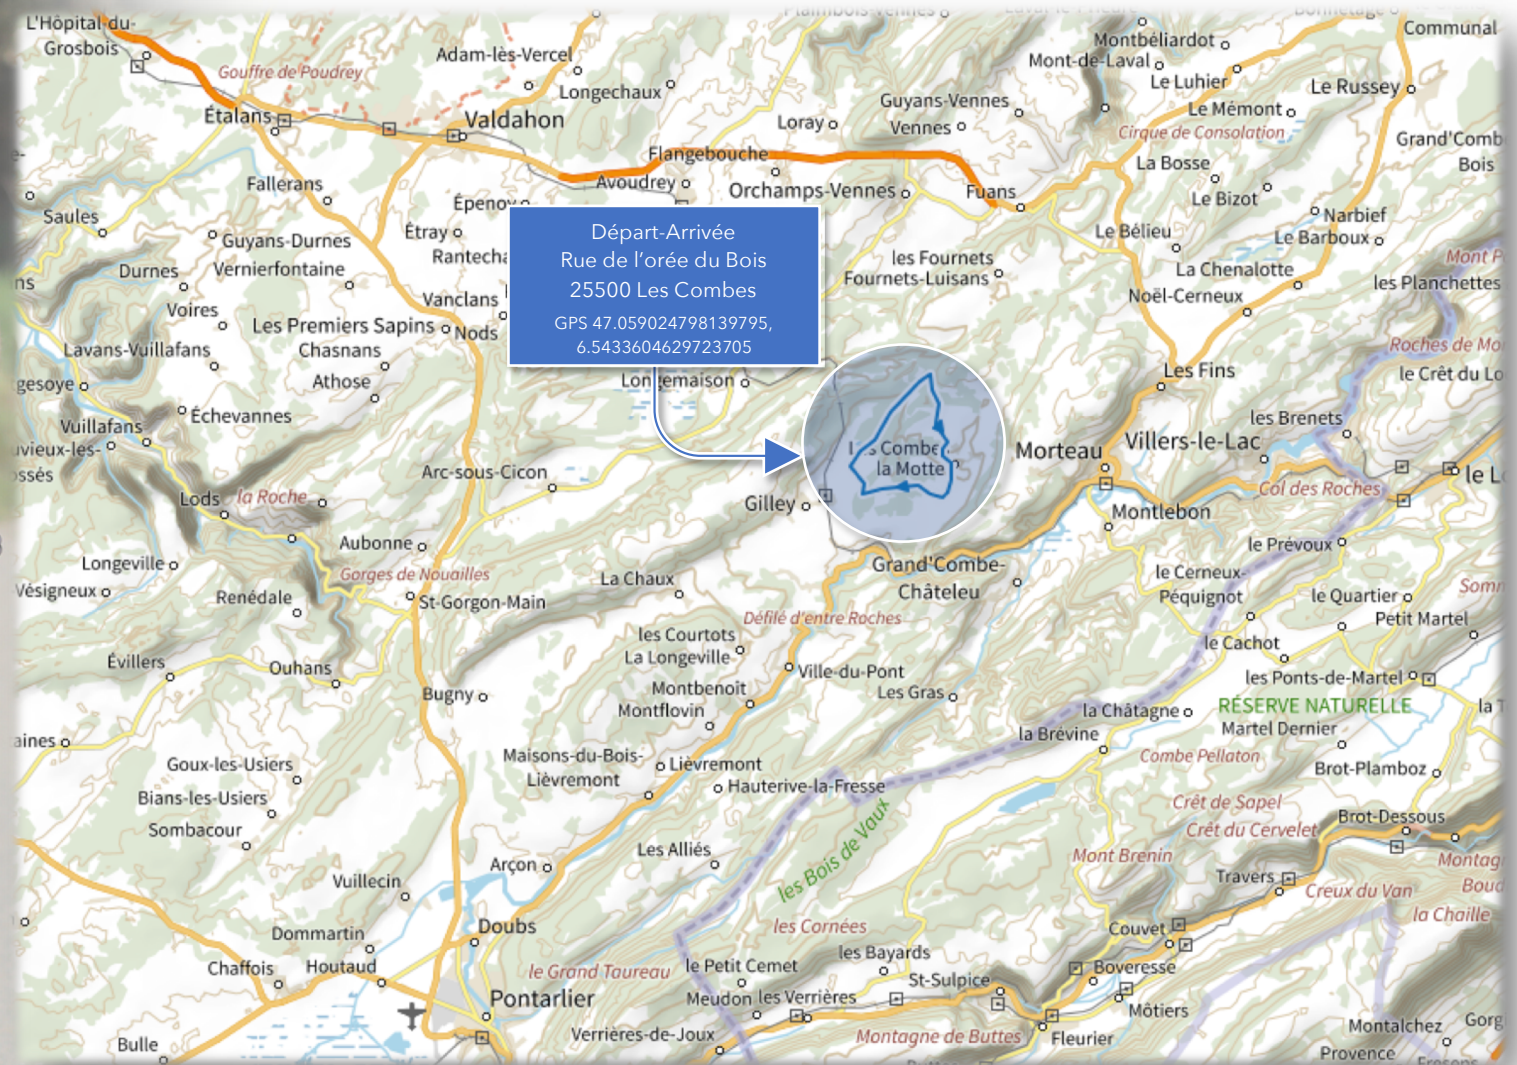 L'Hôpital-du-
Grosbois
Gouffre de Poudrey
Adam-lès-Vercel
Longechaux
Étalans
Valdahon
Loray
Guyans-Vennes
Vennes
Montbéliardot
Mont-de-Laval
Le Luhier
Le Mémont
Le Russey
Communal
Cirque de Consolation
Grand'Comb
Bois
La Bosse
Le Bizot
Narbief
Le Barboux
Flangebouche
Avoudrey
Orchamps-Vennes
Fuans
Fallerans
Épenoy
Saules
Étray
Guyans-Durnes
Vernierfontaine
Durnes
Voires
Vanclans
Les Premiers Sapins
Nods
Chasnans
Lavans-Vuillafans
Athose
Échevannes
Vuillafans
Départ-Arrivée
Rue de l'orée du Bois
25500 Les Combes
GPS 47.059024798139795,
6.5433604629723705
les Fournets
Fournets-Luisans
Le Bélieu
La Chenalotte
Noël-Cerneux
les Planchettes
Les Fins
Longemaison
la Motte
Morteau
Villers-le-Lac
les Brenets
Col des Roches
Gilley
Arc-sous-Cicon
Lods
la Roche
Aubonne
Longeville
Gorges de Nouailles
Renédale
St-Gorgon-Main
La Chaux
Grand'Combe-
Châteleu
Montlebon
le Prévoux
le Cerneux-
Péquignot
le Quartier
Petit Martel
le Cachot
Défilé d'entre Roches
les Courtots
La Longeville
Montbenoît
Montflovin
Ville-du-Pont
Les Gras
les Ponts-de-Martel
RÉSERVE NATURELLE
Martel Dernier
la Châtagne
la Brévine
Combe Pellaton
Brot-Plamboz
Évillers
Ouhans
Bugny
Goux-les-Usiers
Bians-les-Usiers
Sombacour
Maisons-du-Bois-
Lièvremont
Lièvremont
Hauterive-la-Fresse
les Bois de Vaux
Crêt de Sapel
Crêt du Cervelet
Brot-Dessous
Mont Brenin
Travers
Creux du Van
la Chaille
Les Alliés
Arçon
Vuillecin
Doubs
Dommartin
Houtaud
Chaffois
Pontarlier
le Grand Taureau
les Cornées
les Bayards
le Petit Cemet
Meudon
les Verrières
St-Sulpice
Couvet
Boveresse
Môtiers
Fleurier
Montagne de Buttes
Verrières-de-Joux
Bulle
Montalchez
Provence